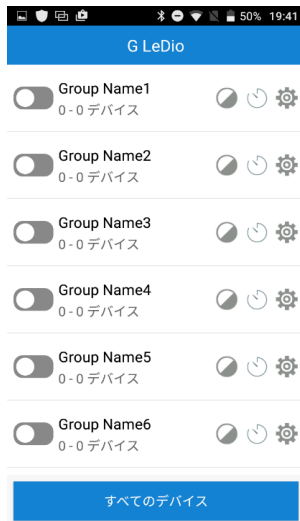 50% 19:41
G LeDio
Group Name1
0 - 0 デバイス
Group Name2
0 - 0 デバイス
Group Name3
0 - 0 デバイス
Group Name4
0 - 0 デバイス
Group Name5
0 - 0 デバイス
Group Name6
0 - 0 デバイス
すべてのデバイス